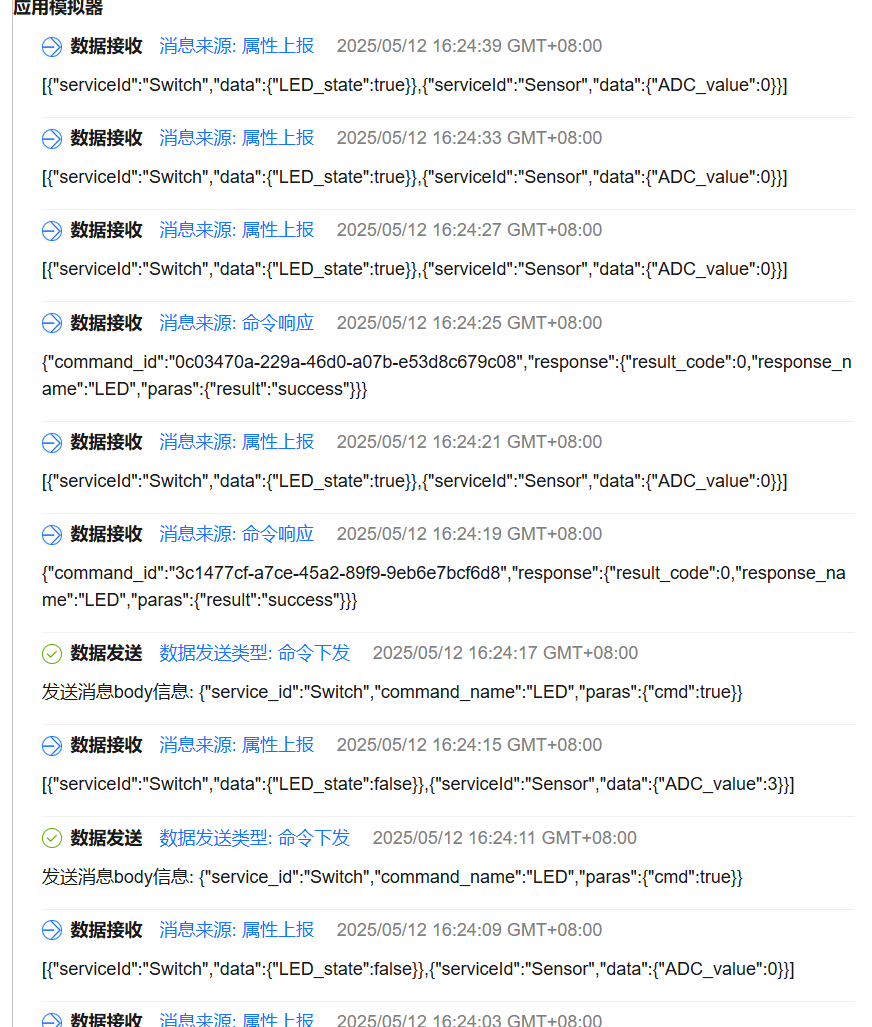 应用模拟器
数据接收 消息来源: 属性上报 2025/05/12 16:24:39 GMT+08:00
[{"serviceId":"Switch","data":{"LED_state":true}},{"serviceId":"Sensor","data":{"ADC_value":0}}]
数据接收 消息来源: 属性上报 2025/05/12 16:24:33 GMT+08:00
[{"serviceId":"Switch","data":{"LED_state":true}},{"serviceId":"Sensor","data":{"ADC_value":0}}]
数据接收 消息来源: 属性上报 2025/05/12 16:24:27 GMT+08:00
[{"serviceId":"Switch","data":{"LED_state":true}},{"serviceId":"Sensor","data":{"ADC_value":0}}]
数据接收 消息来源: 命令响应 2025/05/12 16:24:25 GMT+08:00
{"command_id":"0c03470a-229a-46d0-a07b-e53d8c679c08","response":{"result_code":0,"response_n
ame":"LED","paras":{"result":"success"}}}
数据接收 消息来源: 属性上报 2025/05/12 16:24:21 GMT+08:00
[{"serviceId":"Switch","data":{"LED_state":true}},{"serviceId":"Sensor","data":{"ADC_value":0}}]
数据接收 消息来源: 命令响应 2025/05/12 16:24:19 GMT+08:00
{"command_id":"3c1477cf-a7ce-45a2-89f9-9eb6e7bcf6d8","response":{"result_code":0,"response_na
me":"LED","paras":{"result":"success"}}}
数据发送 数据发送类型: 命令下发 2025/05/12 16:24:17 GMT+08:00
发送消息body信息: {"service_id":"Switch","command_name":"LED","paras":{"cmd":true}}
数据接收 消息来源: 属性上报 2025/05/12 16:24:15 GMT+08:00
[{"serviceId":"Switch","data":{"LED_state":false}},{"serviceId":"Sensor","data":{"ADC_value":3}}]
数据发送 数据发送类型: 命令下发 2025/05/12 16:24:11 GMT+08:00
发送消息body信息: {"service_id":"Switch","command_name":"LED","paras":{"cmd":true}}
数据接收 消息来源: 属性上报 2025/05/12 16:24:09 GMT+08:00
[{"serviceId":"Switch","data":{"LED_state":false}},{"serviceId":"Sensor","data":{"ADC_value":0}}]
数据接收 消息来源: 属性上报 2025/05/12 16:24:03 GMT+08:00